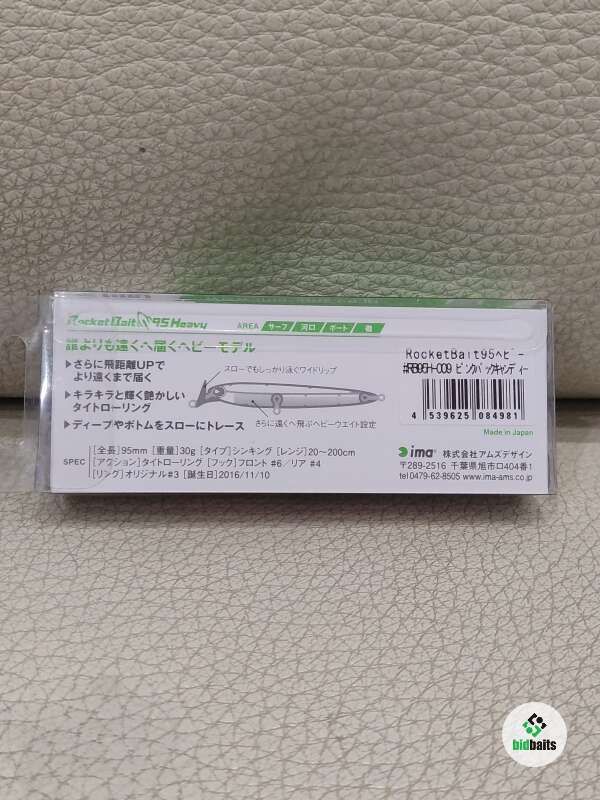 RocketBait 95 Heavy
AREA サーフ 河口 ボート 磯
誰よりも遠くへ届くヘビーモデル
▶さらに飛距離UPで
より遠くまで届く
▶キラキラと輝く艶かしい
タイトローリング
▶ディープやボトムをスローにトレース
スローでもしっかり泳ぐワイドリップ
さらに遠くへ飛ぶヘビーウエイト設定
SPEC [全長]95mm [重量]30g [タイプ]シンキング [レンジ]20〜200cm
[アクション]タイトローリング [フック]フロント #6／リア #4
[リング]オリジナル#3 [誕生日]2016/11/10
RocketBait95ヘビー
#RB95H-009 ピンクバックキャンディー
4 539625 084981
Made in Japan
ima 株式会社アムズデザイン
〒289-2516 千葉県旭市ロ404番1
tel 0479-62-8505 www.ima-ams.co.jp
bidbaits